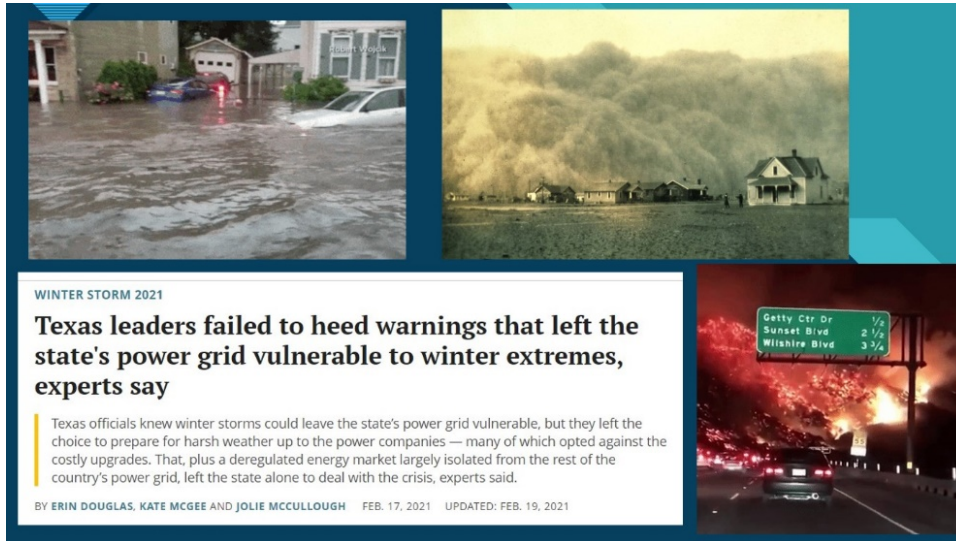 Robert Wojcik
WINTER STORM 2021
Texas leaders failed to heed warnings that left the
state's power grid vulnerable to winter extremes,
experts say
Texas officials knew winter storms could leave the state's power grid vulnerable, but they left the
choice to prepare for harsh weather up to the power companies — many of which opted against the
costly upgrades. That, plus a deregulated energy market largely isolated from the rest of the
country's power grid, left the state alone to deal with the crisis, experts said.
BY ERIN DOUGLAS, KATE MCGEE AND JOLIE MCCULLOUGH FEB. 17, 2021 UPDATED: FEB. 19, 2021
Getty Ctr Dr 1/2
Sunset Blvd 2 1/2
Wilshire Blvd 3 3/4